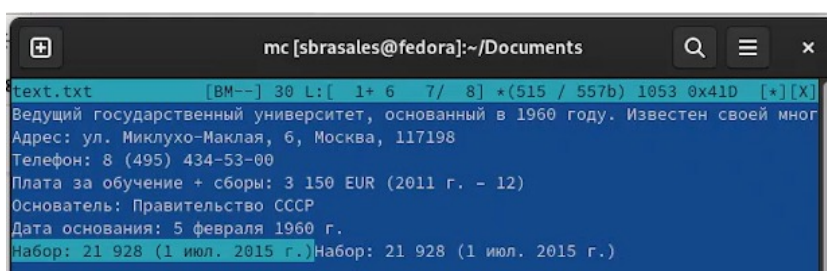 mc [sbrasales@fedora]:~/Documents
text.txt [BM--] 30 L:[ 1+ 6 7/ 8] *(515 / 557b) 1053 0x41D [*][X]
Ведущий государственный университет, основанный в 1960 году. Известен своей мног
Адрес: ул. Миклухо-Маклая, 6, Москва, 117198
Телефон: 8 (495) 434-53-00
Плата за обучение + сборы: 3 150 EUR (2011 г. – 12)
Основатель: Правительство СССР
Дата основания: 5 февраля 1960 г.
Набор: 21 928 (1 июл. 2015 г.)Набор: 21 928 (1 июл. 2015 г.)